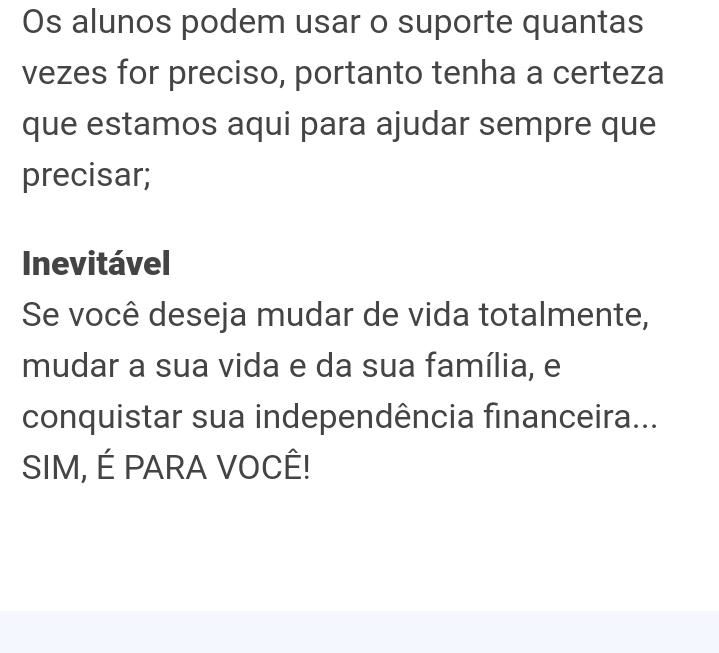 Os alunos podem usar o suporte quantas
vezes for preciso, portanto tenha a certeza
que estamos aqui para ajudar sempre que
precisar;
Inevitável
Se você deseja mudar de vida totalmente,
mudar a sua vida e da sua família, e
conquistar sua independência financeira...
SIM, É PARA VOCÊ!